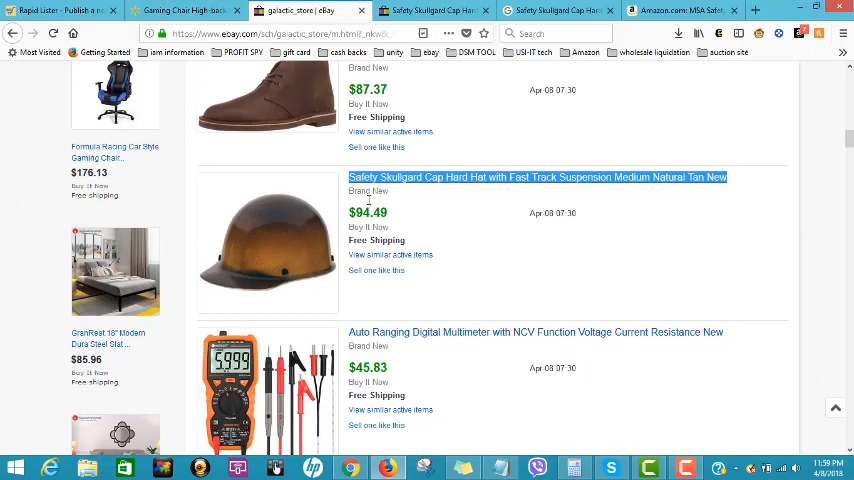 Rapid Lister - Publish a n
Gaming Chair High-back
galactic_store | eBay
Safety Skullgard Cap Hard H
Safety Skullgard Cap Hard H
Amazon.com: MSA Safety
https://www.ebay.com/sch/galactic_store/m.html?_nkw&
Search
Most Visited
Getting Started
iam information
PROFIT SPY
gift card
cash backs
unity
ebay
DSM TOOL
USI-IT tech
Amazon
wholesale liquidation
auction site
Formula Racing Car Style
Gaming Chair...
$176.13
Buy It Now
Free shipping
GranRest 18" Modern
Dura Steel Slat...
$85.96
Buy It Now
Free shipping
Brand New
$87.37
Apr-08 07:30
Buy It Now
Free Shipping
View similar active items
Sell one like this
Safety Skullgard Cap Hard Hat with Fast Track Suspension Medium Natural Tan New
Brand New
$94.49
Apr-08 07:30
Buy It Now
Free Shipping
View similar active items
Sell one like this
Auto Ranging Digital Multimeter with NCV Function Voltage Current Resistance New
Brand New
$45.83
Apr-08 07:30
Buy It Now
Free Shipping
View similar active items
Sell one like this
5.999
hp
11:59 PM
4/8/2018